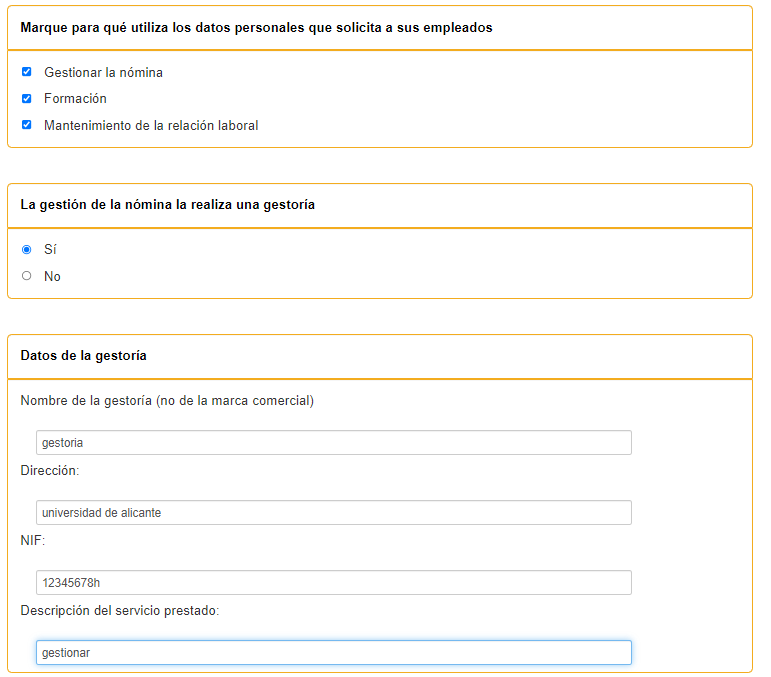 Marque para qué utiliza los datos personales que solicita a sus empleados
Gestionar la nómina
Formación
Mantenimiento de la relación laboral
La gestión de la nómina la realiza una gestoría
Sí
No
Datos de la gestoría
Nombre de la gestoría (no de la marca comercial)
gestoria
Dirección:
universidad de alicante
NIF:
12345678h
Descripción del servicio prestado:
gestionar